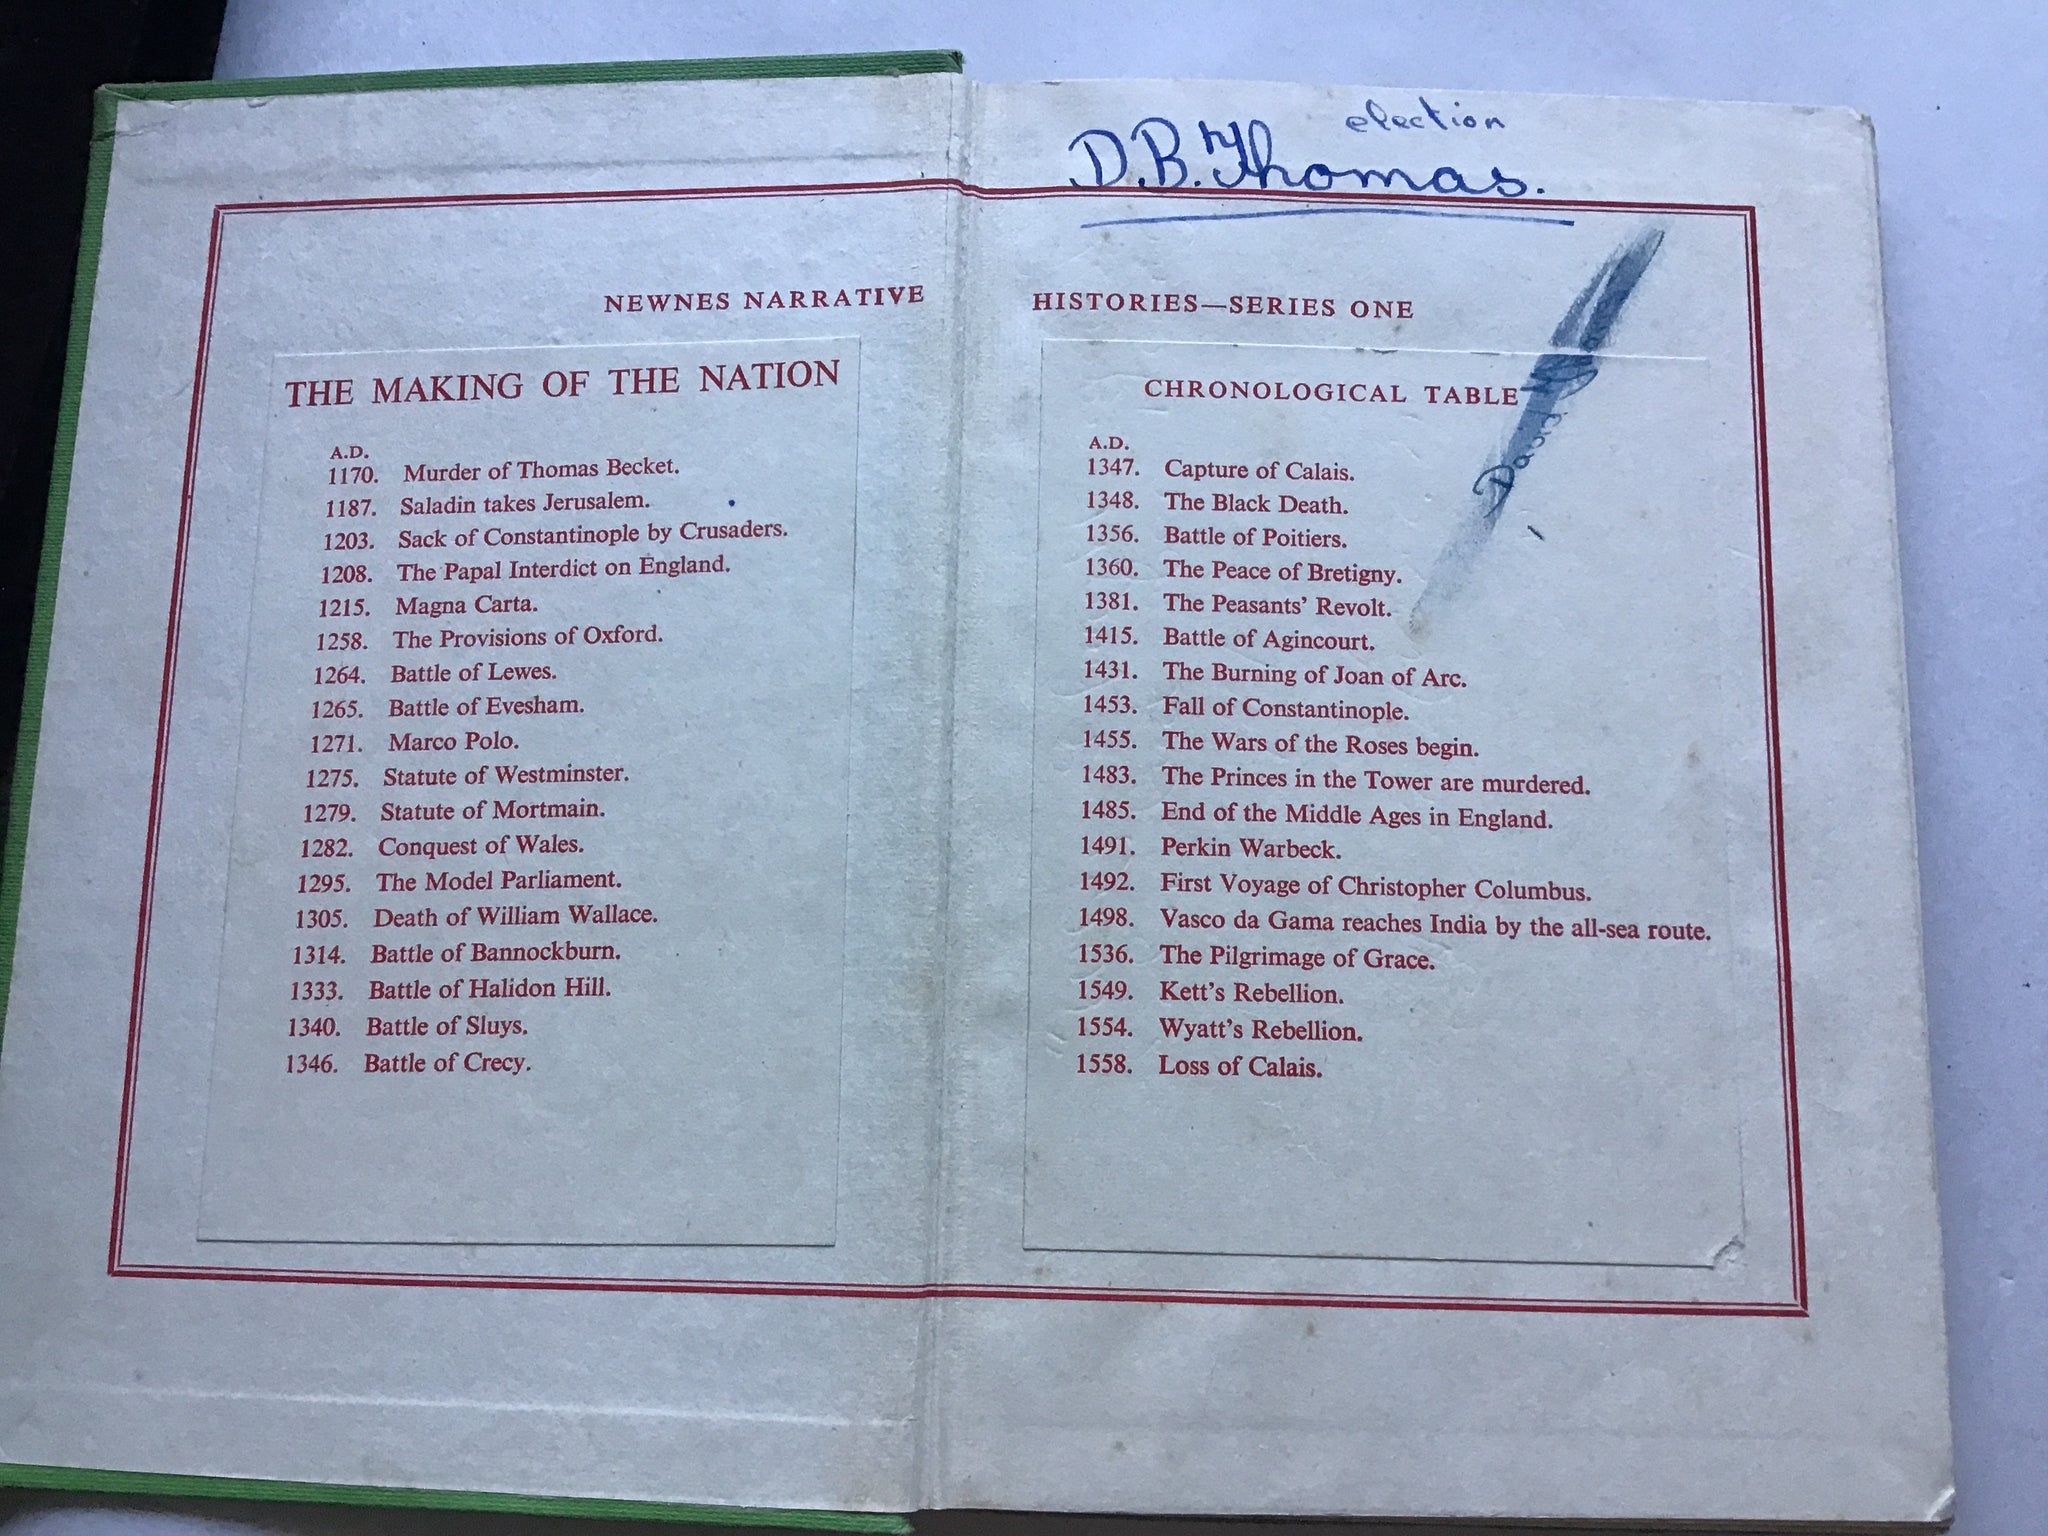 election
D.B. Thomas.
NEWNES NARRATIVE HISTORIES—SERIES ONE
THE MAKING OF THE NATION
A.D.
1170. Murder of Thomas Becket.
1187. Saladin takes Jerusalem.
1203. Sack of Constantinople by Crusaders.
1208. The Papal Interdict on England.
1215. Magna Carta.
1258. The Provisions of Oxford.
1264. Battle of Lewes.
1265. Battle of Evesham.
1271. Marco Polo.
1275. Statute of Westminster.
1279. Statute of Mortmain.
1282. Conquest of Wales.
1295. The Model Parliament.
1305. Death of William Wallace.
1314. Battle of Bannockburn.
1333. Battle of Halidon Hill.
1340. Battle of Sluys.
1346. Battle of Crecy.
CHRONOLOGICAL TABLE
A.D.
1347. Capture of Calais.
1348. The Black Death.
1356. Battle of Poitiers.
1360. The Peace of Bretigny.
1381. The Peasants' Revolt.
1415. Battle of Agincourt.
1431. The Burning of Joan of Arc.
1453. Fall of Constantinople.
1455. The Wars of the Roses begin.
1483. The Princes in the Tower are murdered.
1485. End of the Middle Ages in England.
1491. Perkin Warbeck.
1492. First Voyage of Christopher Columbus.
1498. Vasco da Gama reaches India by the all-sea route.
1536. The Pilgrimage of Grace.
1549. Kett's Rebellion.
1554. Wyatt's Rebellion.
1558. Loss of Calais.
David